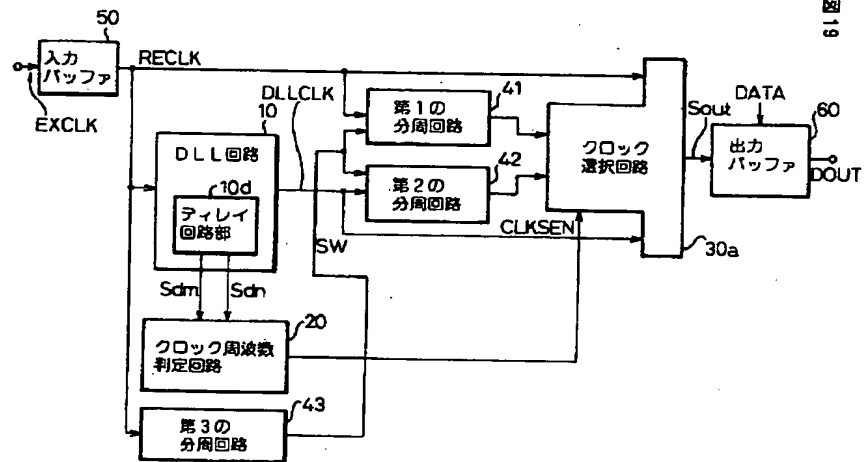 図19
50
入力
バッファ
RECLK
EXCLK
DLLCLK
10
DLL回路
10d
ディレイ
回路部
Sdm
Sdn
SW
41
第1の
分周回路
42
第2の
分周回路
CLKSEN
クロック
選択回路
30a
Sout
DATA
60
出力
バッファ
DOUT
20
クロック周波数
判定回路
43
第3の
分周回路